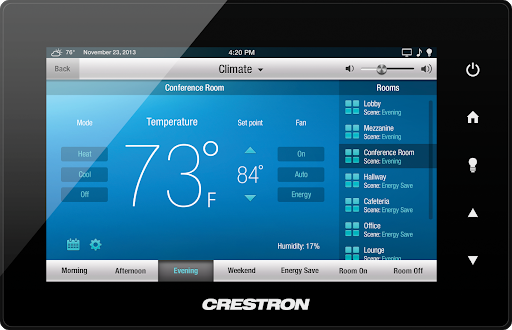 76° November 23, 2013 4:20 PM
Back Climate
Conference Room Rooms
Mode Temperature Set point Fan
Heat
Cool
Off
73°F
84°
On
Auto
Energy
Humidity: 17%
Lobby
Scene: Evening
Mezzanine
Scene: Evening
Conference Room
Scene: Evening
Hallway
Scene: Energy Save
Cafeteria
Scene: Energy Save
Office
Scene: Energy Save
Lounge
Scene: Evening
Morning Afternoon Evening Weekend Energy Save Room On Room Off
CRESTRON